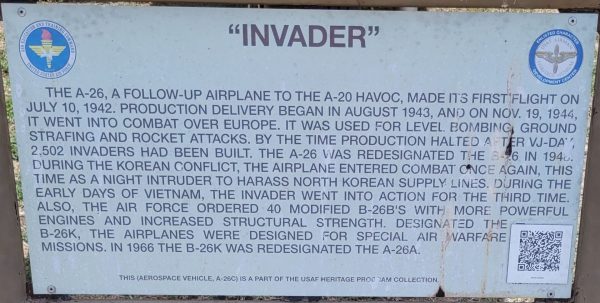 "INVADER"
THE A-26, A FOLLOW-UP AIRPLANE TO THE A-20 HAVOC, MADE ITS FIRST FLIGHT ON
JULY 10, 1942. PRODUCTION DELIVERY BEGAN IN AUGUST 1943, AND ON NOV. 19, 1944,
IT WENT INTO COMBAT OVER EUROPE. IT WAS USED FOR LEVEL BOMBING, GROUND
STRAFING AND ROCKET ATTACKS. BY THE TIME PRODUCTION HALTED AFTER VJ-DAY,
2,502 INVADERS HAD BEEN BUILT. THE A-26 WAS REDESIGNATED THE IN
DURING THE KOREAN CONFLICT, THE AIRPLANE ENTERED COMBAT ONCE AGAIN, THIS
TIME AS A NIGHT INTRUDER TO HARASS NORTH KOREAN SUPPLY LINES. DURING THE
EARLY DAYS OF VIETNAM, THE INVADER WENT INTO ACTION FOR THE THIRD TIME.
ALSO, THE AIR FORCE ORDERED 40 MODIFIED B-26B'S WITH MORE POWERFUL
ENGINES AND INCREASED STRUCTURAL STRENGTH. DESIGNATED THE
B-26K, THE AIRPLANES WERE DESIGNED FOR SPECIAL AIR WARFARE
MISSIONS. IN 1966 THE B-26K WAS REDESIGNATED THE A-26A.
THIS (AEROSPACE VEHICLE, A-26C) IS A PART OF THE USAF HERITAGE PROGRAM COLLECTION.